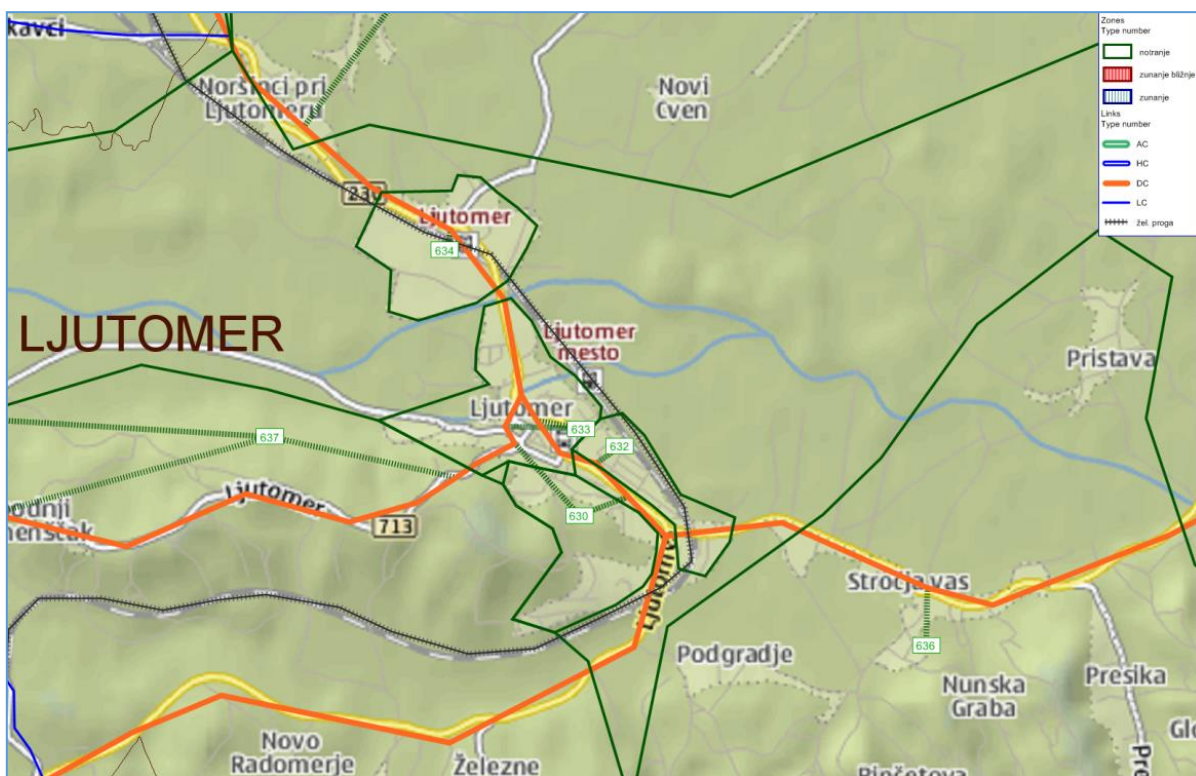 kavci
Noršinci pri
Ljutomeru
Novi
Cven
Zones
Type number
notranje
zunanje bližnje
zunanje
Links
Type number
AC
HC
DC
LC
žel. proga
230
Ljutomer
634
LJUTOMER
Ljutomer
mesto
Pristava
Ljutomer
633
637
632
Ljutomer
713
630
Stročja vas
Podgradje
636
Nunska
Graba
Presika
Novo
Radomerje
Železne